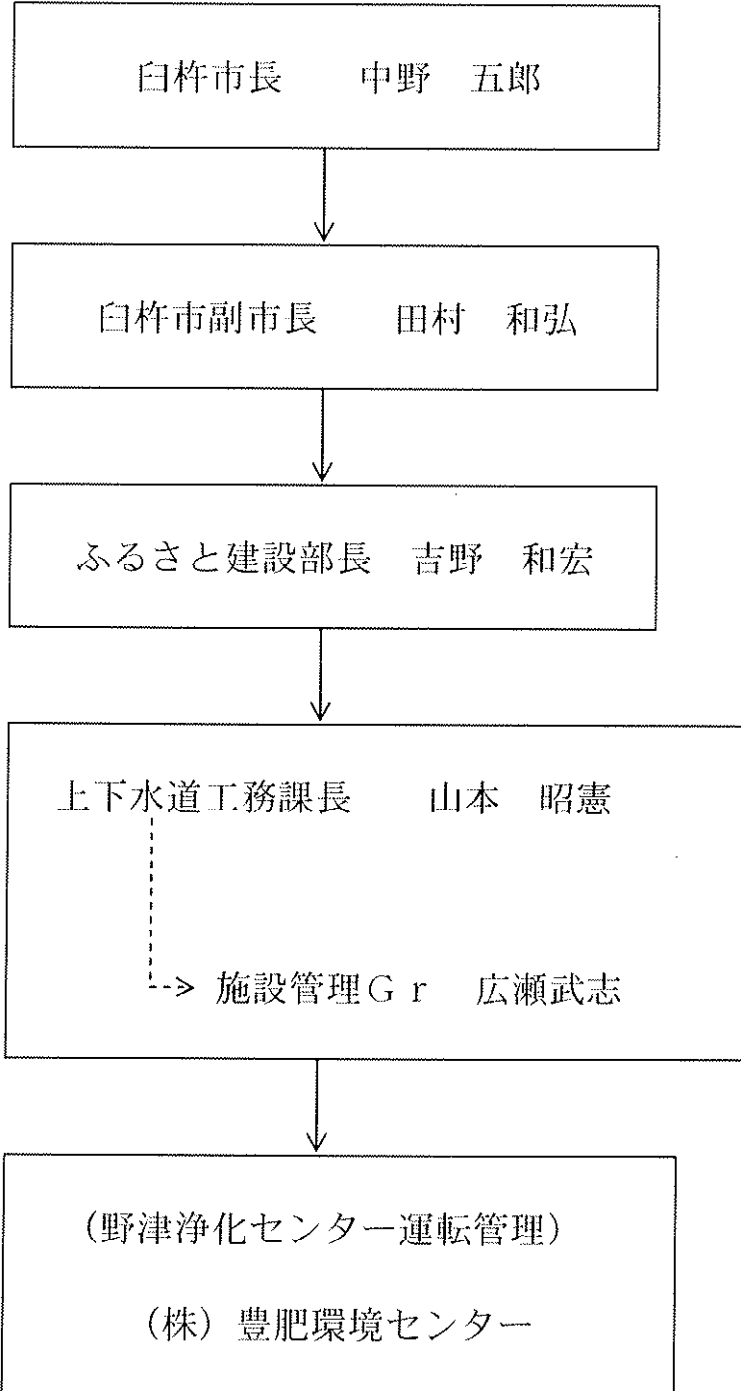 臼杵市長　　中野　五郎
臼杵市副市長　　田村　和弘
ふるさと建設部長　吉野　和宏
上下水道工務課長　　山本　昭憲
施設管理Ｇｒ　広瀬武志
（野津浄化センター運転管理）
（株）豊肥環境センター